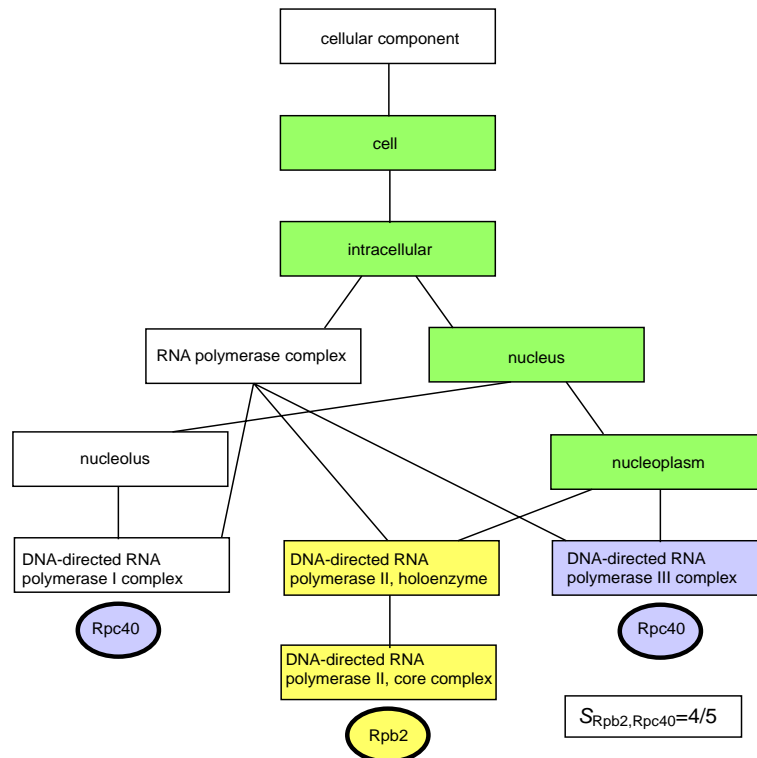 cellular component
cell
intracellular
RNA polymerase complex
nucleus
nucleolus
nucleoplasm
DNA-directed RNA
polymerase I complex
DNA-directed RNA
polymerase II, holoenzyme
DNA-directed RNA
polymerase III complex
Rpc40
DNA-directed RNA
polymerase II, core complex
Rpc40
Rpb2
SRpb2,Rpc40=4/5